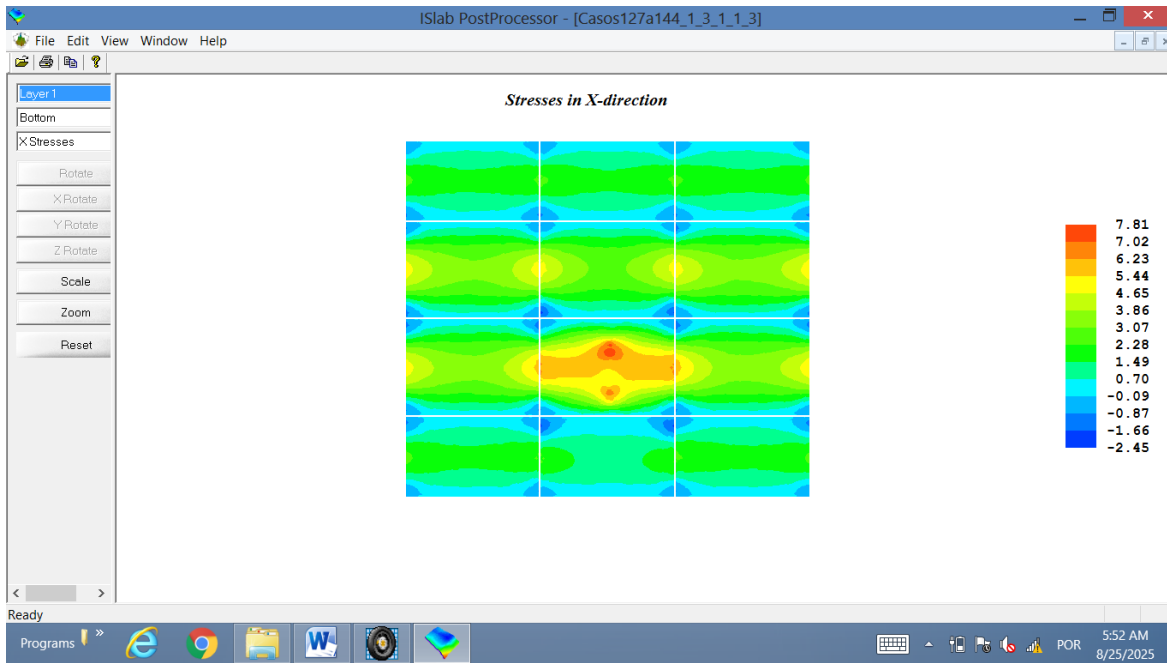 ISlab PostProcessor - [Casos127a144_1_3_1_1_3]
File Edit View Window Help
Layer 1
Bottom
X Stresses
Rotate
X Rotate
Y Rotate
Z Rotate
Scale
Zoom
Reset
Stresses in X-direction
7.81
7.02
6.23
5.44
4.65
3.86
3.07
2.28
1.49
0.70
-0.09
-0.87
-1.66
-2.45
Ready
Programs
POR
5:52 AM
8/25/2025